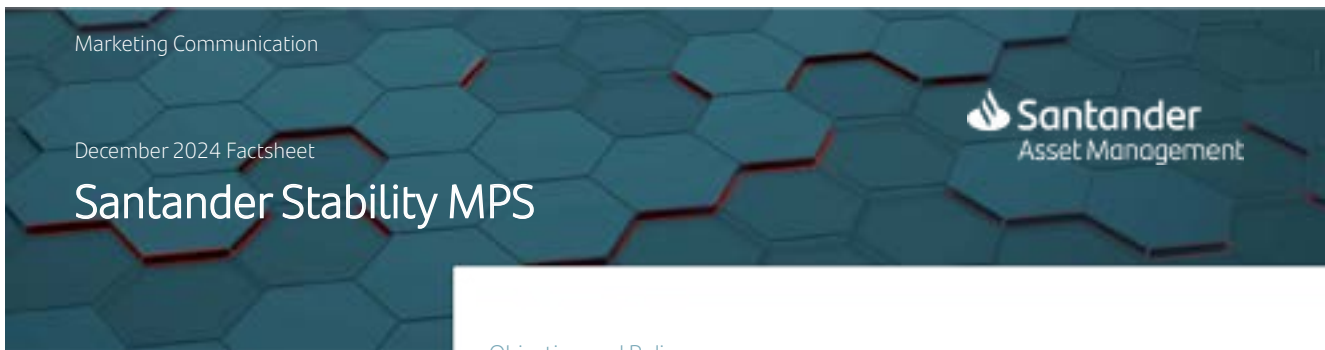 Marketing Communication
Santander
Asset Management
December 2024 Factsheet
Santander Stability MPS